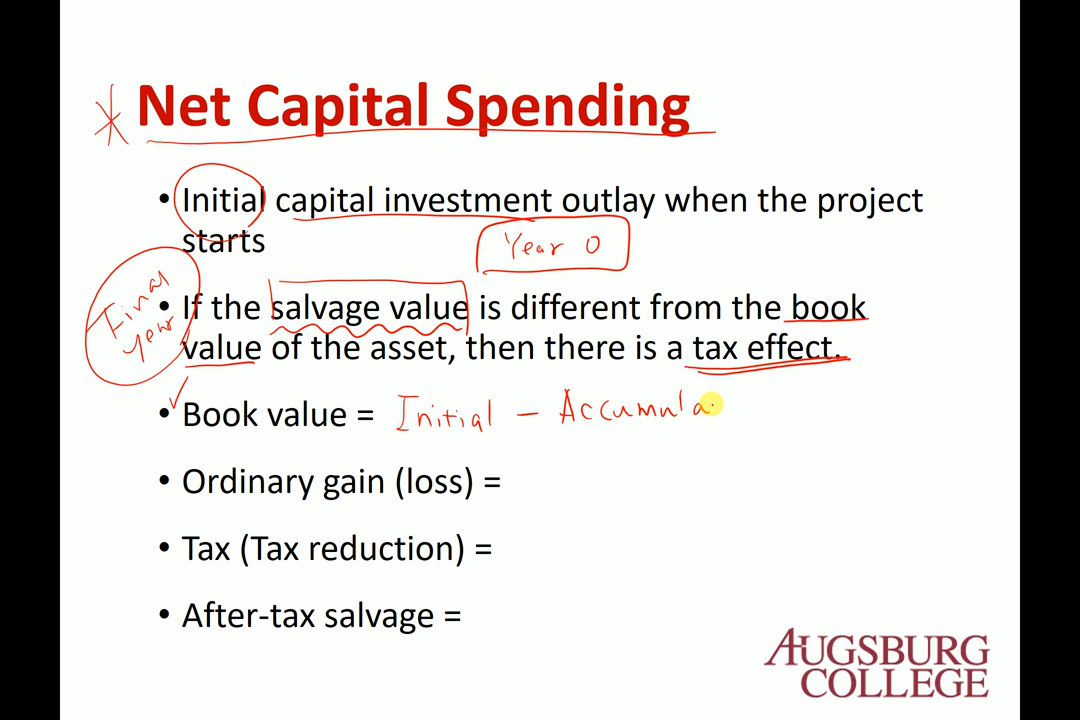 * Net Capital Spending
• Initial capital investment outlay when the project
starts
Year 0
Final
year
• If the salvage value is different from the book
value of the asset, then there is a tax effect.
• Book value = Initial - Accumula
• Ordinary gain (loss) =
• Tax (Tax reduction) =
• After-tax salvage =
AUGSBURG
COLLEGE